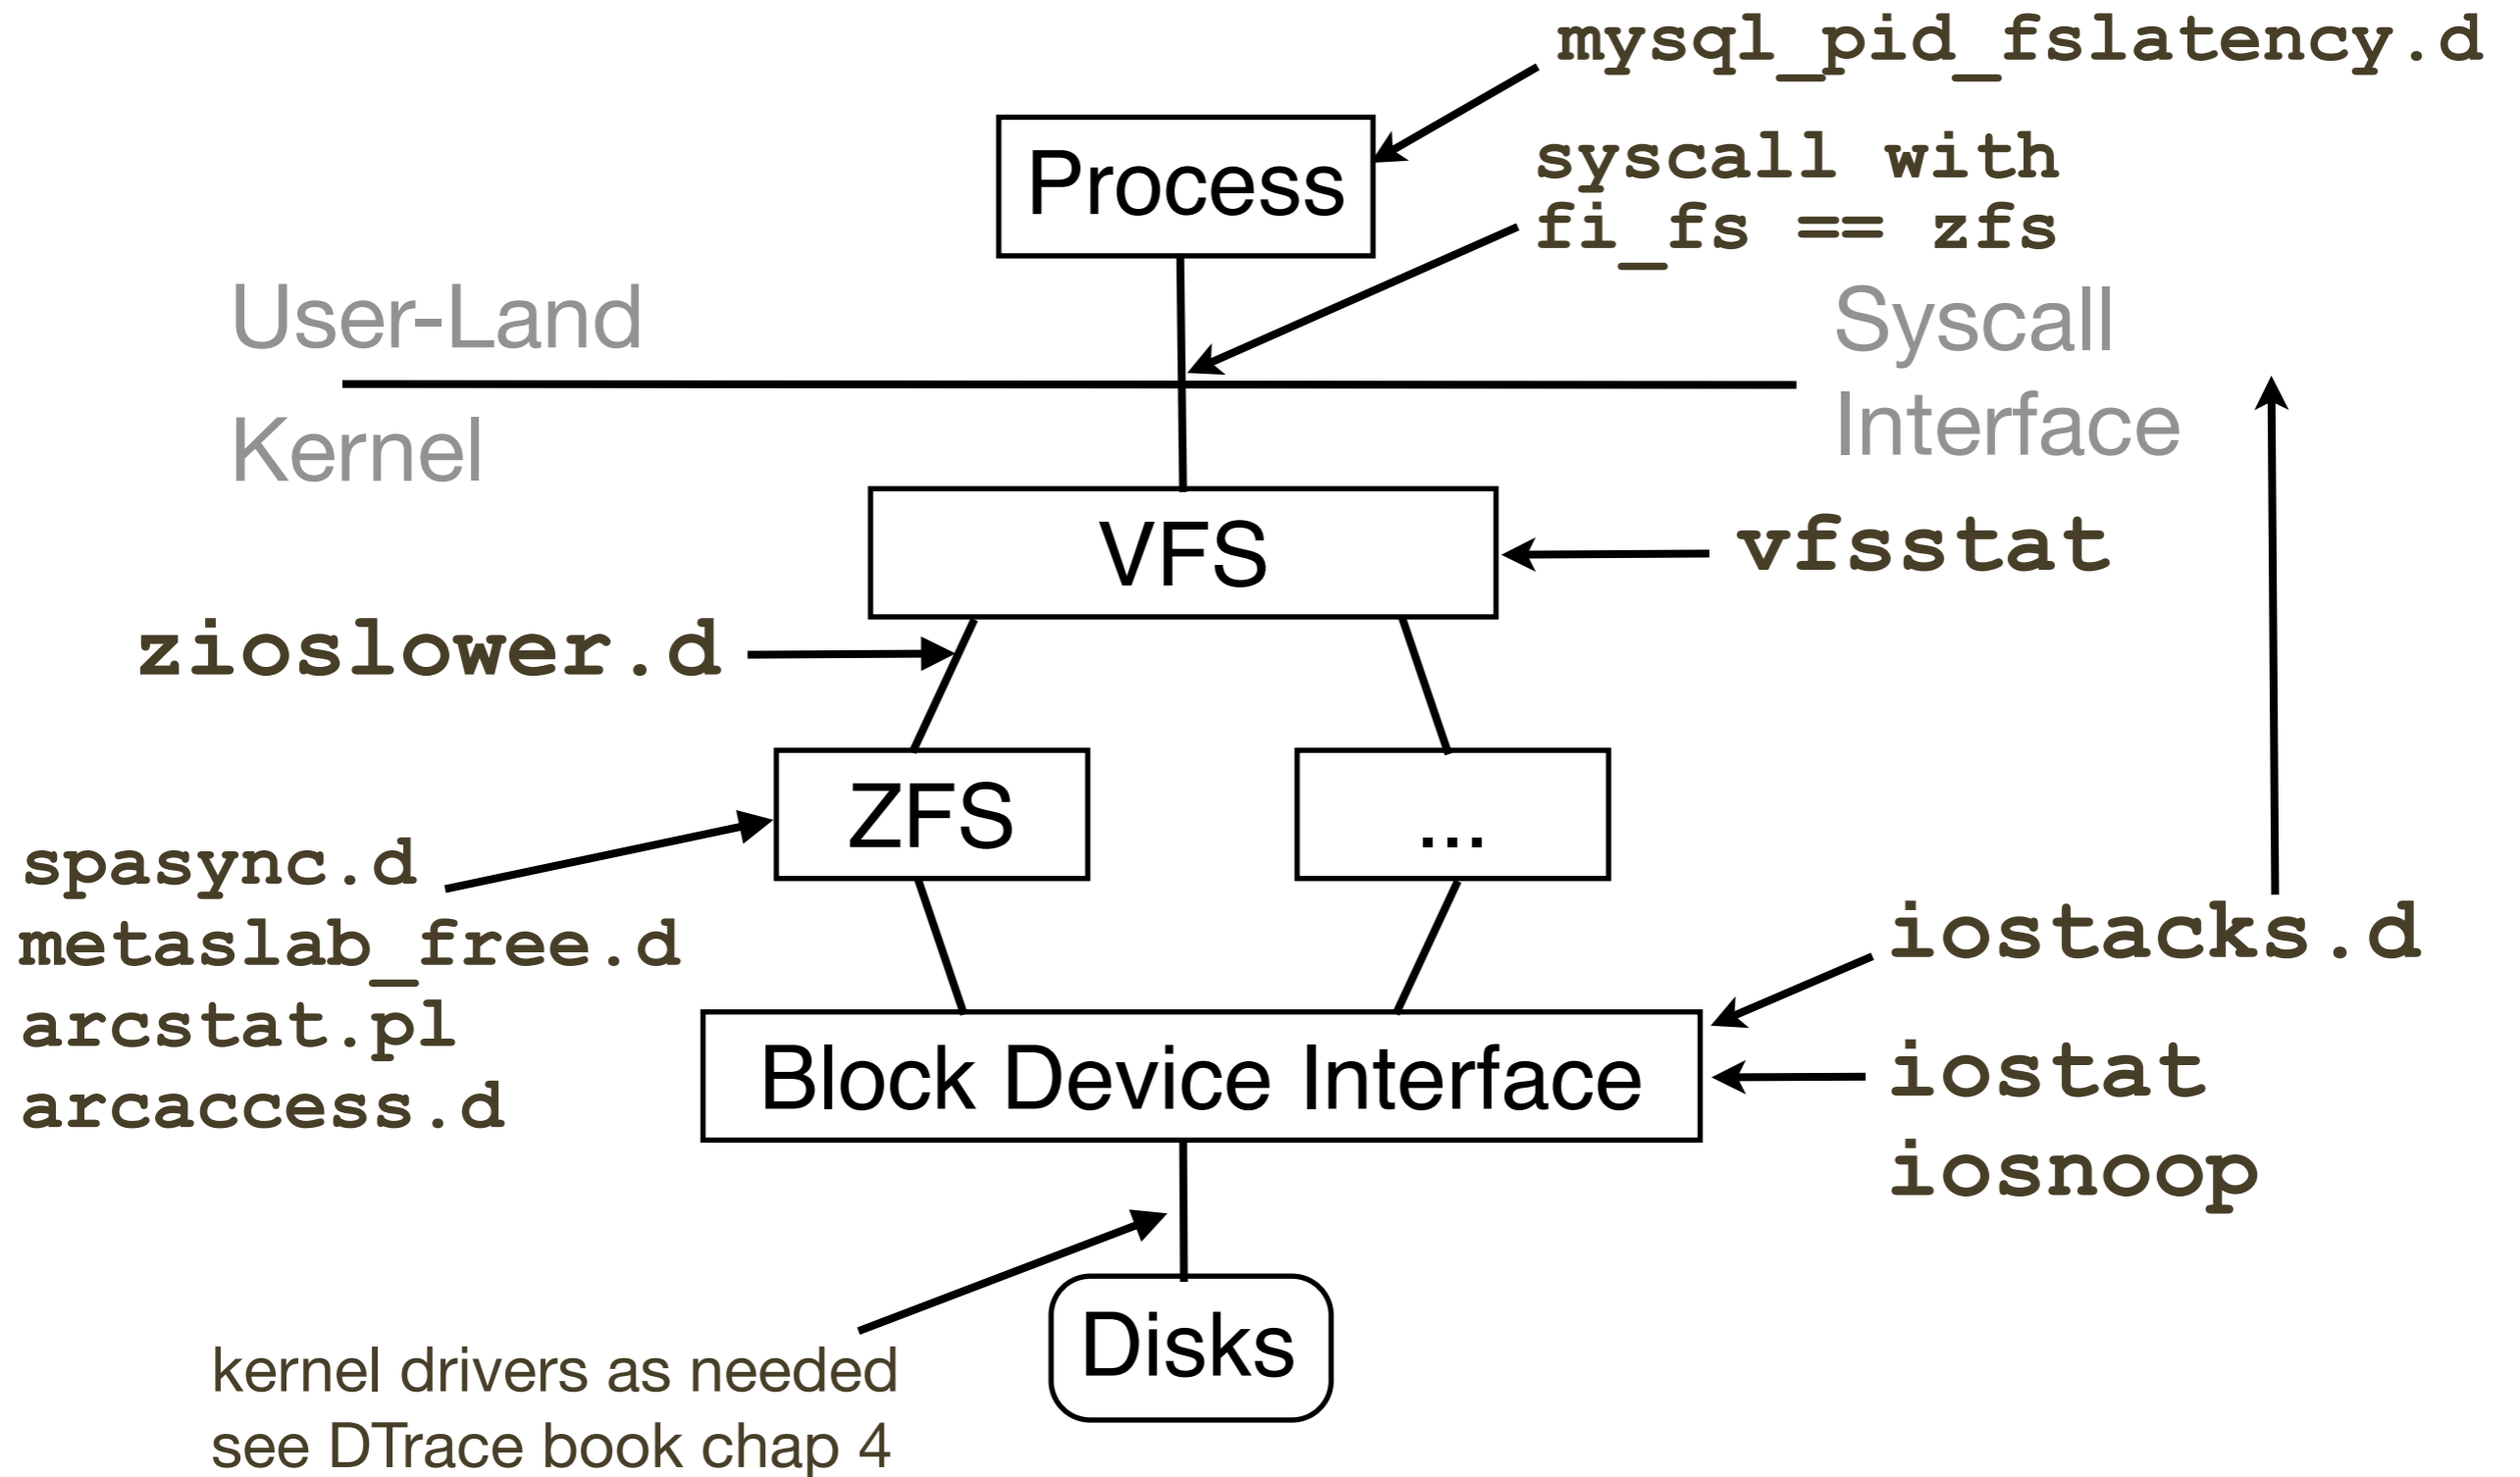 mysql_pid_fslatency.d
Process
syscall with
fi_fs == zfs
User-Land
Syscall
Interface
Kernel
VFS
vfsstat
zioslower.d
ZFS
...
spasync.d
metaslab_free.d
arcstat.pl
arcaccess.d
iostacks.d
Block Device Interface
iostat
iosnoop
Disks
kernel drivers as needed
see DTrace book chap 4